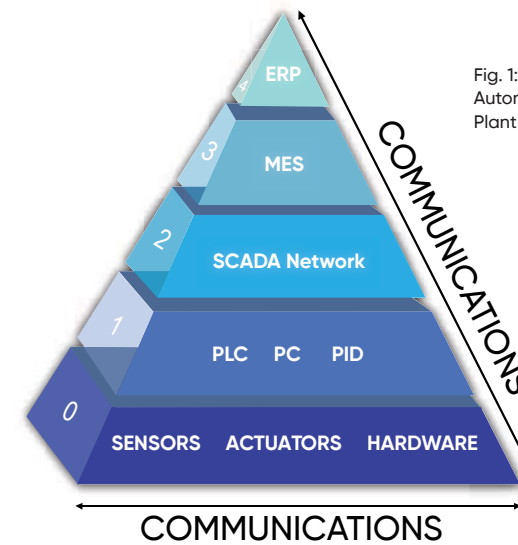 Fig. 1:
Autom
Plant
4 ERP
3 MES
2 SCADA Network
1 PLC PC PID
0 SENSORS ACTUATORS HARDWARE
COMMUNICATIONS
COMMUNICATIONS